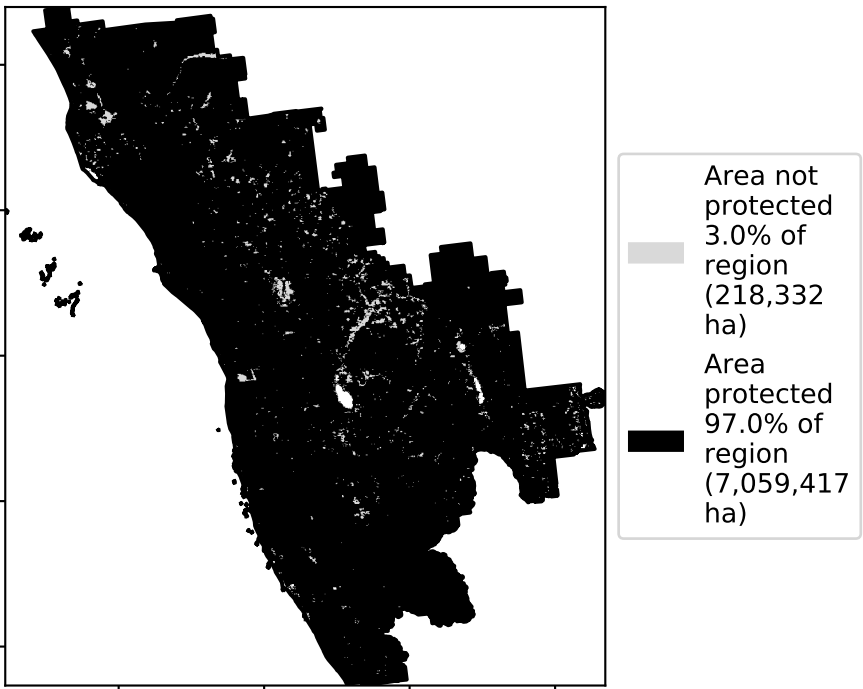 Area not
protected
3.0% of
region
(218,332
ha)
Area
protected
97.0% of
region
(7,059,417
ha)